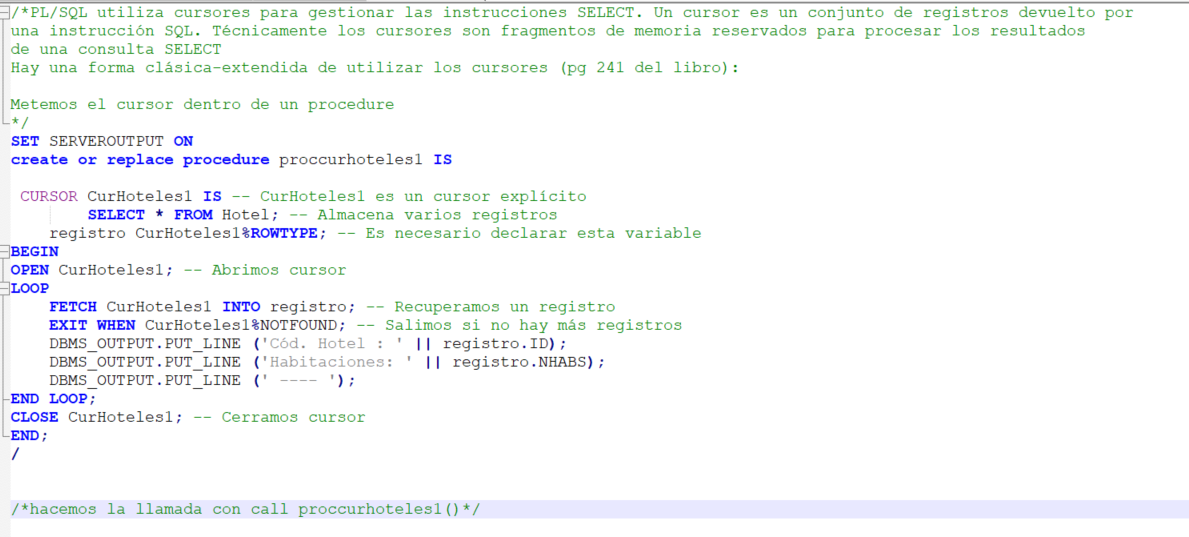 /*PL/SQL utiliza cursores para gestionar las instrucciones SELECT. Un cursor es un conjunto de registros devuelto por
una instrucción SQL. Técnicamente los cursores son fragmentos de memoria reservados para procesar los resultados
de una consulta SELECT
Hay una forma clásica-extendida de utilizar los cursores (pg 241 del libro):
Metemos el cursor dentro de un procedure
*/
SET SERVEROUTPUT ON
create or replace procedure proccurhoteles1 IS
CURSOR CurHoteles1 IS -- CurHoteles1 es un cursor explícito
SELECT * FROM Hotel; -- Almacena varios registros
registro CurHoteles1%ROWTYPE; -- Es necesario declarar esta variable
BEGIN
OPEN CurHoteles1; -- Abrimos cursor
LOOP
FETCH CurHoteles1 INTO registro; -- Recuperamos un registro
EXIT WHEN CurHoteles1%NOTFOUND; -- Salimos si no hay más registros
DBMS_OUTPUT.PUT_LINE ('Cód. Hotel : ' || registro.ID);
DBMS_OUTPUT.PUT_LINE ('Habitaciones: ' || registro.NHABS);
DBMS_OUTPUT.PUT_LINE (' ---- ');
END LOOP;
CLOSE CurHoteles1; -- Cerramos cursor
END;
/
/*hacemos la llamada con call proccurhoteles1()*/